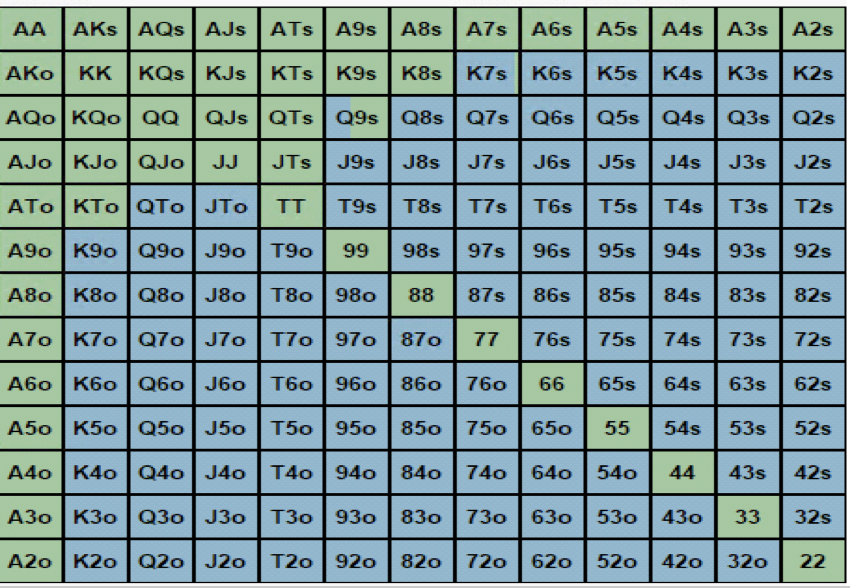 AA AKs AQs AJs ATs A9s A8s A7s A6s A5s A4s A3s A2s
AKo KK KQs KJs KTs K9s K8s K7s K6s K5s K4s K3s K2s
AQo KQo QQ QJs QTs Q9s Q8s Q7s Q6s Q5s Q4s Q3s Q2s
AJo KJo QJo JJ JTs J9s J8s J7s J6s J5s J4s J3s J2s
ATo KTo QTo JTo TT T9s T8s T7s T6s T5s T4s T3s T2s
A9o K9o Q9o J9o T9o 99 98s 97s 96s 95s 94s 93s 92s
A8o K8o Q8o J8o T8o 98o 88 87s 86s 85s 84s 83s 82s
A7o K7o Q7o J7o T7o 97o 87o 77 76s 75s 74s 73s 72s
A6o K6o Q6o J6o T6o 96o 86o 76o 66 65s 64s 63s 62s
A5o K5o Q5o J5o T5o 95o 85o 75o 65o 55 54s 53s 52s
A4o K4o Q4o J4o T4o 94o 84o 74o 64o 54o 44 43s 42s
A3o K3o Q3o J3o T3o 93o 83o 73o 63o 53o 43o 33 32s
A2o K2o Q2o J2o T2o 92o 82o 72o 62o 52o 42o 32o 22